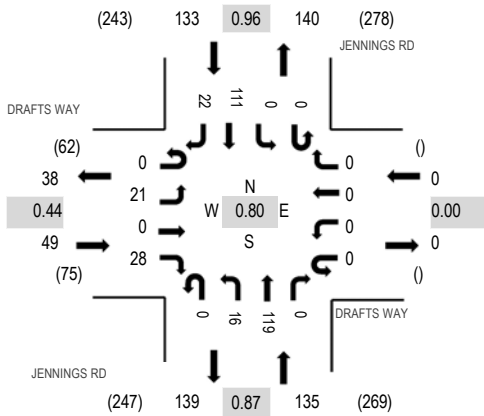 (243) 133 0.96 140 (278)
JENNINGS RD
22 111 0 0
DRAFTS WAY
(62) 0 0 ()
38 0 0
21 0
N
0.44 0 W 0.80 E 0 0.00
S
49 28 0 0
(75) ()
0 16 119 0
DRAFTS WAY
JENNINGS RD
(247) 139 0.87 135 (269)